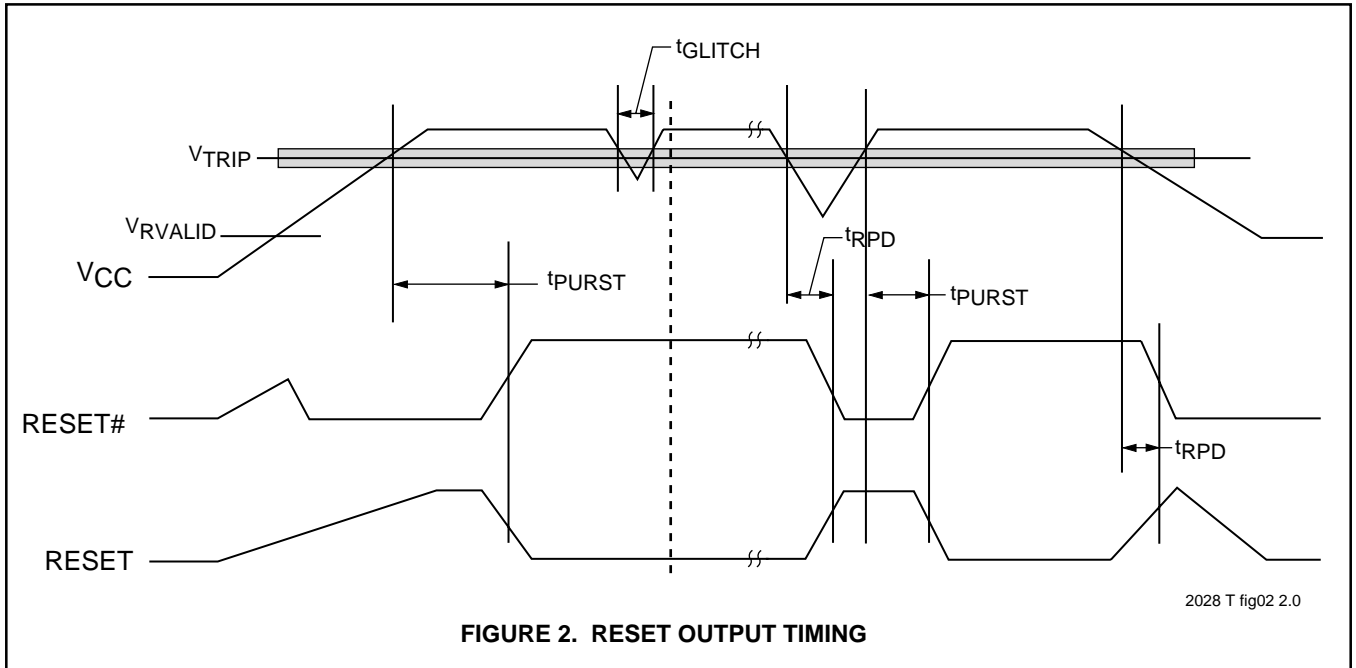 tGLITCH
VTRIP
VRVALID
tRPD
VCC
tPURST
tPURST
RESET#
tRPD
RESET
2028 T fig02 2.0
FIGURE 2. RESET OUTPUT TIMING